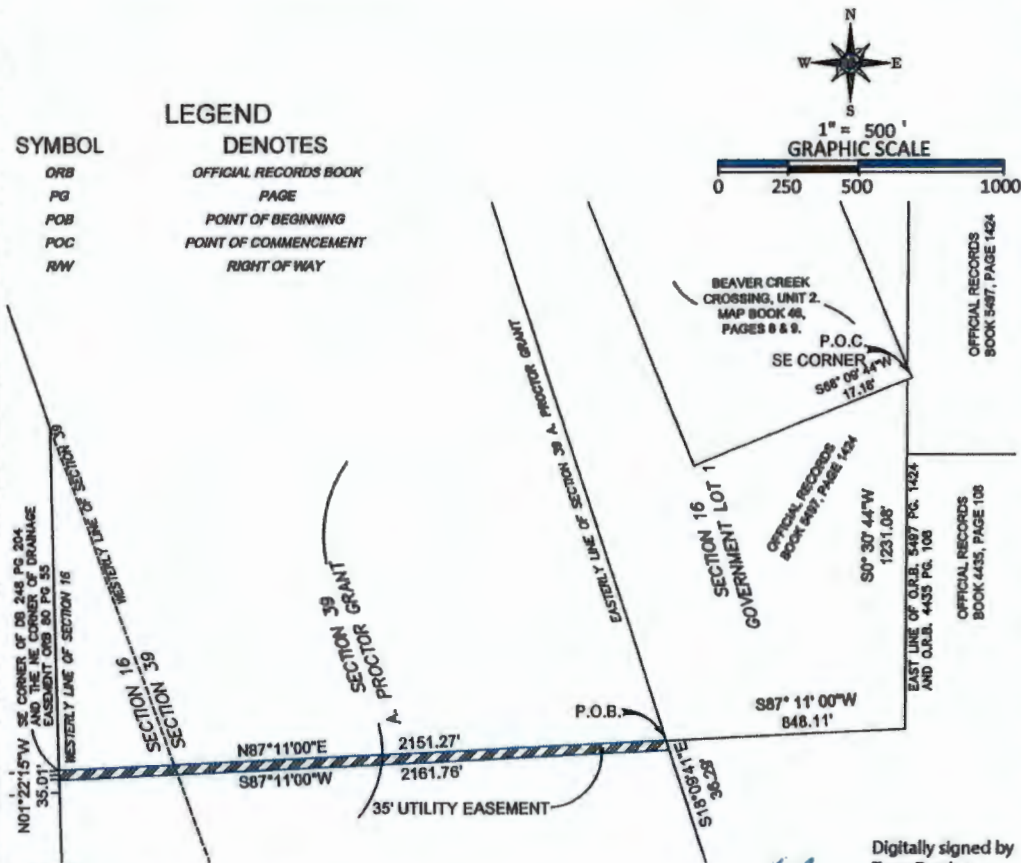 N
W
E
S
1" = 500 '
GRAPHIC SCALE
0 250 500 1000
LEGEND
SYMBOL DENOTES
ORB OFFICIAL RECORDS BOOK
PG PAGE
POB POINT OF BEGINNING
POC POINT OF COMMENCEMENT
R/W RIGHT OF WAY
BEAVER CREEK
CROSSING, UNIT 2.
MAP BOOK 48,
PAGES 8 & 9.
P.O.C.
SE CORNER
S68° 09' 44"W
17.18'
OFFICIAL RECORDS
BOOK 5497, PAGE 1424
OFFICIAL RECORDS
BOOK 5497, PAGE 1424
SECTION 16
GOVERNMENT LOT 1
S0° 30' 44"W
1231.08'
EAST LINE OF O.R.B. 5497 PG. 1424
AND O.R.B. 4435 PG. 108
OFFICIAL RECORDS
BOOK 4435, PAGE 108
EASTERLY LINE OF SECTION 39 A. PROCTOR GRANT
SECTION 39
A. PROCTOR GRANT
WESTERLY LINE OF SECTION 39
SECTION 16
SECTION 39
WESTERLY LINE OF SECTION 16
SE CORNER OF DB 248 PG 204
AND THE NE CORNER OF DRAINAGE
EASEMENT ORB 80 PG 55
N01°22'15"W
35.01'
N87°11'00"E 2151.27'
S87°11'00"W 2161.76'
35' UTILITY EASEMENT
P.O.B.
S87° 11' 00"W
848.11'
S18°09'41"E
36.29'
Digitally signed by